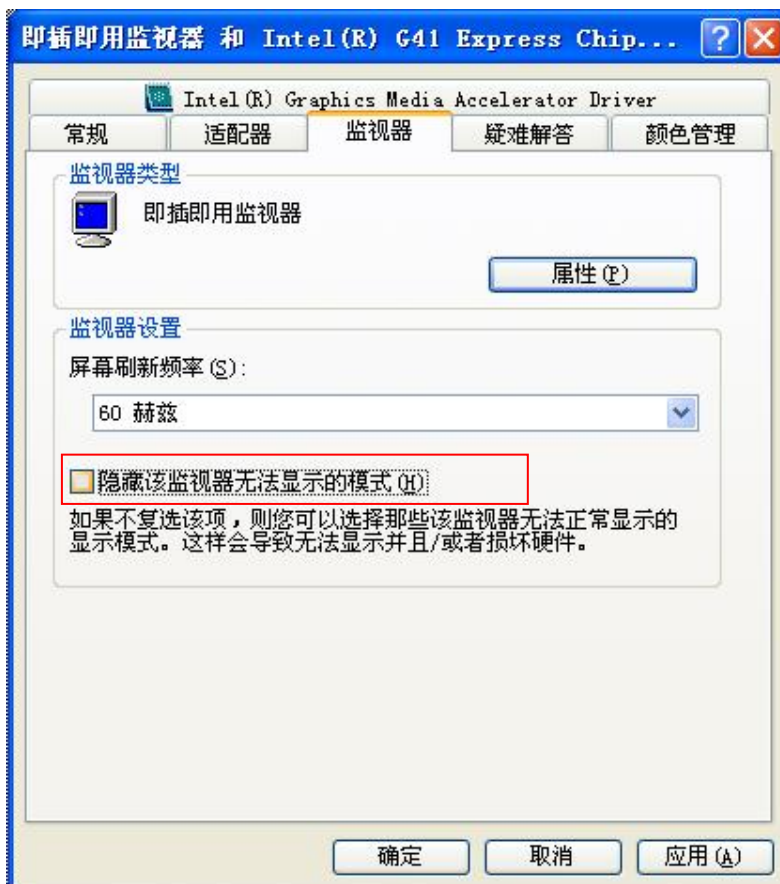 即插即用监视器 和 Intel(R) G41 Express Chip...
Intel(R) Graphics Media Accelerator Driver
常规 适配器 监视器 疑难解答 颜色管理
监视器类型
即插即用监视器
属性(P)
监视器设置
屏幕刷新频率(S):
60 赫兹
隐藏该监视器无法显示的模式(H)
如果不复选该项，则您可以选择那些该监视器无法正常显示的
显示模式。这样会导致无法显示并且/或者损坏硬件。
确定 取消 应用(A)